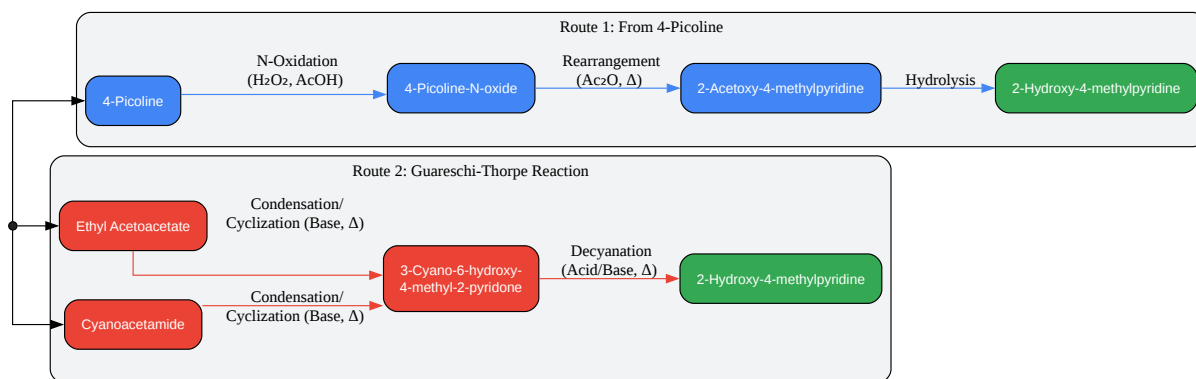 Route 1: From 4-Picoline
N-Oxidation
(H₂O₂, AcOH)
Rearrangement
(Ac₂O, Δ)
Hydrolysis
4-Picoline
4-Picoline-N-oxide
2-Acetoxy-4-methylpyridine
2-Hydroxy-4-methylpyridine
Route 2: Guareschi-Thorpe Reaction
Ethyl Acetoacetate
Condensation/
Cyclization (Base, Δ)
Cyanoacetamide
Condensation/
Cyclization (Base, Δ)
3-Cyano-6-hydroxy-
4-methyl-2-pyridone
Decyanation
(Acid/Base, Δ)
2-Hydroxy-4-methylpyridine